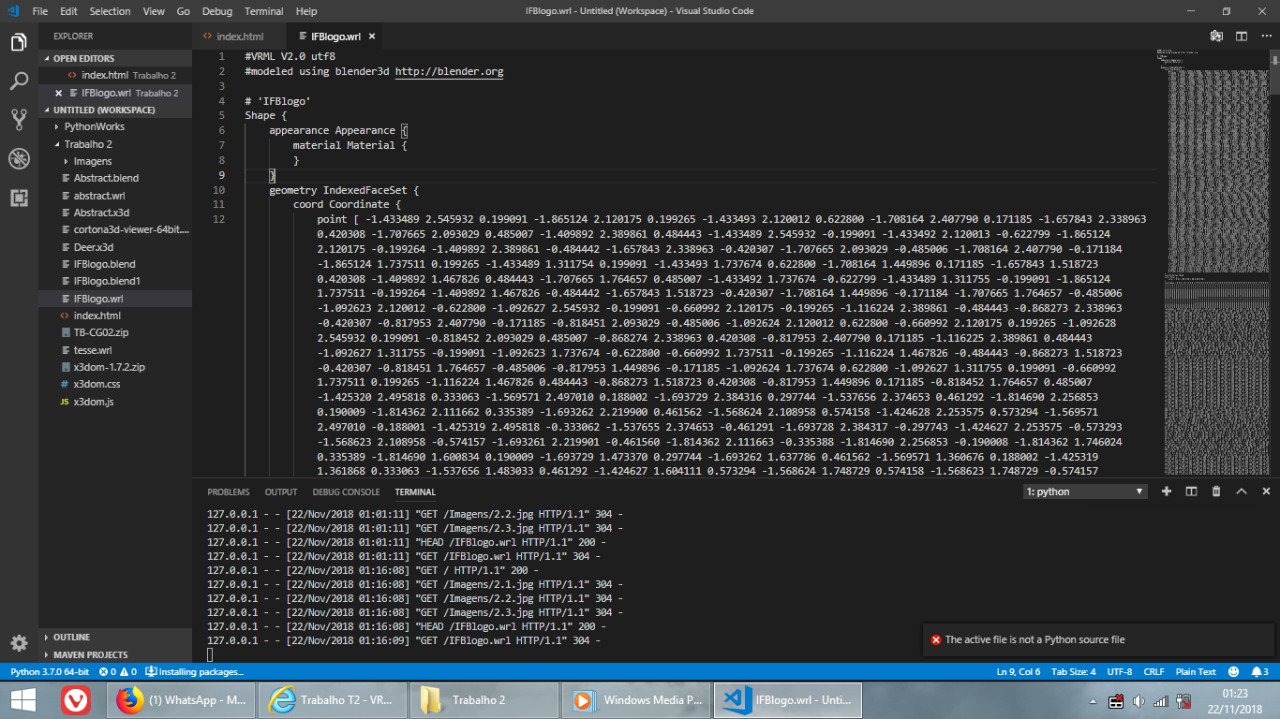 File Edit Selection View Go Debug Terminal Help
IFBlogo.wrl - Untitled (Workspace) - Visual Studio Code
EXPLORER
OPEN EDITORS
index.html Trabalho 2
IFBlogo.wrl Trabalho 2
UNTITLED (WORKSPACE)
PythonWorks
Trabalho 2
Imagens
Abstract.blend
abstract.wrl
Abstract.x3d
cortona3d-viewer-64bit....
Deer.x3d
IFBlogo.blend
IFBlogo.blend1
IFBlogo.wrl
index.html
TB-CG02.zip
tesse.wrl
x3dom-1.7.2.zip
x3dom.css
x3dom.js
OUTLINE
MAVEN PROJECTS
index.html IFBlogo.wrl
1 #VRML V2.0 utf8
2 #modeled using blender3d http://blender.org
3
4 # 'IFBlogo'
5 Shape {
6 appearance Appearance {
7 material Material {
8 }
9 }
10 geometry IndexedFaceSet {
11 coord Coordinate {
12 point [ -1.433489 2.545932 0.199091 -1.865124 2.120175 0.199265 -1.433493 2.120012 0.622800 -1.708164 2.407790 0.171185 -1.657843 2.338963
0.420308 -1.707665 2.093029 0.485007 -1.409892 2.389861 0.484443 -1.433489 2.545932 -0.199091 -1.433492 2.120013 -0.622799 -1.865124
2.120175 -0.199264 -1.409892 2.389861 -0.484442 -1.657843 2.338963 -0.420307 -1.707665 2.093029 -0.485006 -1.708164 2.407790 -0.171184
-1.865124 1.737511 0.199265 -1.433489 1.311754 0.199091 -1.433493 1.737674 0.622800 -1.708164 1.449896 0.171185 -1.657843 1.518723
0.420308 -1.409892 1.467826 0.484443 -1.707665 1.764657 0.485007 -1.433492 1.737674 -0.622799 -1.433489 1.311755 -0.199091 -1.865124
1.737511 -0.199264 -1.409892 1.467826 -0.484442 -1.657843 1.518723 -0.420307 -1.708164 1.449896 -0.171184 -1.707665 1.764657 -0.485006
-1.092623 2.120012 -0.622800 -1.092627 2.545932 -0.199091 -0.660992 2.120175 -0.199265 -1.116224 2.389861 -0.484443 -0.868273 2.338963
-0.420307 -0.817953 2.407790 -0.171185 -0.818451 2.093029 -0.485006 -1.092624 2.120012 0.622800 -0.660992 2.120175 0.199265 -1.092628
2.545932 0.199091 -0.818452 2.093029 0.485007 -0.868274 2.338963 0.420308 -0.817953 2.407790 0.171185 -1.116225 2.389861 0.484443
-1.092627 1.311755 -0.199091 -1.092623 1.737674 -0.622800 -0.660992 1.737511 -0.199265 -1.116224 1.467826 -0.484443 -0.868273 1.518723
-0.420307 -0.818451 1.764657 -0.485006 -0.817953 1.449896 -0.171185 -1.092624 1.737674 0.622800 -1.092627 1.311755 0.199091 -0.660992
1.737511 0.199265 -1.116224 1.467826 0.484443 -0.868273 1.518723 0.420308 -0.817953 1.449896 0.171185 -0.818452 1.764657 0.485007
-1.425320 2.495818 0.333063 -1.569571 2.497010 0.188002 -1.693729 2.384316 0.297744 -1.537656 2.374653 0.461292 -1.814690 2.256853
0.190009 -1.814362 2.111662 0.335389 -1.693262 2.219900 0.461562 -1.568624 2.108958 0.574158 -1.424628 2.253575 0.573294 -1.569571
2.497010 -0.188001 -1.425319 2.495818 -0.333062 -1.537655 2.374653 -0.461291 -1.693728 2.384317 -0.297743 -1.424627 2.253575 -0.573293
-1.568623 2.108958 -0.574157 -1.693261 2.219901 -0.461560 -1.814362 2.111663 -0.335388 -1.814690 2.256853 -0.190008 -1.814362 1.746024
0.335389 -1.814690 1.600834 0.190009 -1.693729 1.473370 0.297744 -1.693262 1.637786 0.461562 -1.569571 1.360676 0.188002 -1.425319
1.361868 0.333063 -1.537656 1.483033 0.461292 -1.424627 1.604111 0.573294 -1.568624 1.748729 0.574158 -1.568623 1.748729 -0.574157
PROBLEMS OUTPUT DEBUG CONSOLE TERMINAL
1: python
127.0.0.1 - - [22/Nov/2018 01:01:11] "GET /Imagens/2.2.jpg HTTP/1.1" 304 -
127.0.0.1 - - [22/Nov/2018 01:01:11] "GET /Imagens/2.3.jpg HTTP/1.1" 304 -
127.0.0.1 - - [22/Nov/2018 01:01:11] "HEAD /IFBlogo.wrl HTTP/1.1" 200 -
127.0.0.1 - - [22/Nov/2018 01:01:11] "GET /IFBlogo.wrl HTTP/1.1" 304 -
127.0.0.1 - - [22/Nov/2018 01:16:08] "GET / HTTP/1.1" 200 -
127.0.0.1 - - [22/Nov/2018 01:16:08] "GET /Imagens/2.1.jpg HTTP/1.1" 304 -
127.0.0.1 - - [22/Nov/2018 01:16:08] "GET /Imagens/2.2.jpg HTTP/1.1" 304 -
127.0.0.1 - - [22/Nov/2018 01:16:08] "GET /Imagens/2.3.jpg HTTP/1.1" 304 -
127.0.0.1 - - [22/Nov/2018 01:16:08] "HEAD /IFBlogo.wrl HTTP/1.1" 200 -
127.0.0.1 - - [22/Nov/2018 01:16:09] "GET /IFBlogo.wrl HTTP/1.1" 304 -
The active file is not a Python source file
Python 3.7.0 64-bit 0 0 Installing packages...
Ln 9, Col 6 Tab Size: 4 UTF-8 CRLF Plain Text 3
(1) WhatsApp - M...
Trabalho T2 - VR...
Trabalho 2
Windows Media P...
IFBlogo.wrl - Unti...
01:23
22/11/2018